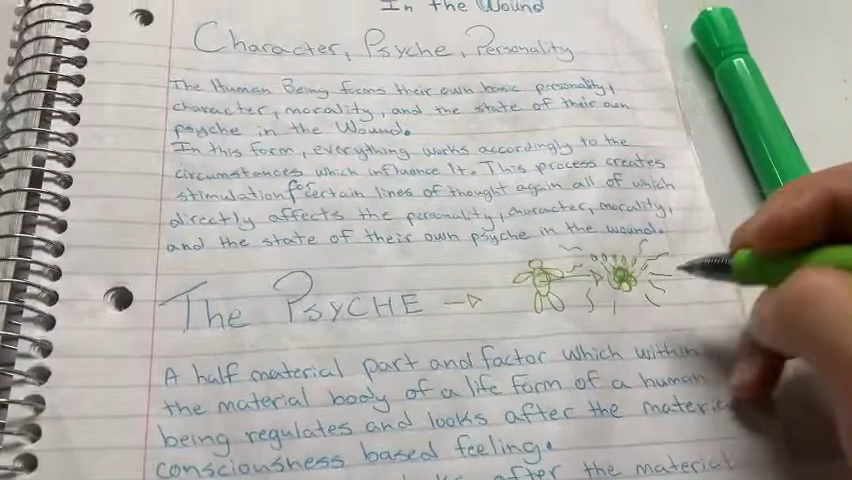 In the Wound
Character, Psyche, Personality
The Human Being forms their own basic personality,
character, morality, and the state of their own
psyche in the Wound.
In this form, everything works accordingly to the
circumstances which influence it. This process creates
stimulation for certain lines of thought again all of which
directly affects the personality, character, morality,
and the state of their own psyche in the wound.
The PSYCHE →
A half material part and factor which within
the material body of a life form of a human
being regulates and looks after the material
consciousness based feeling.
after the material